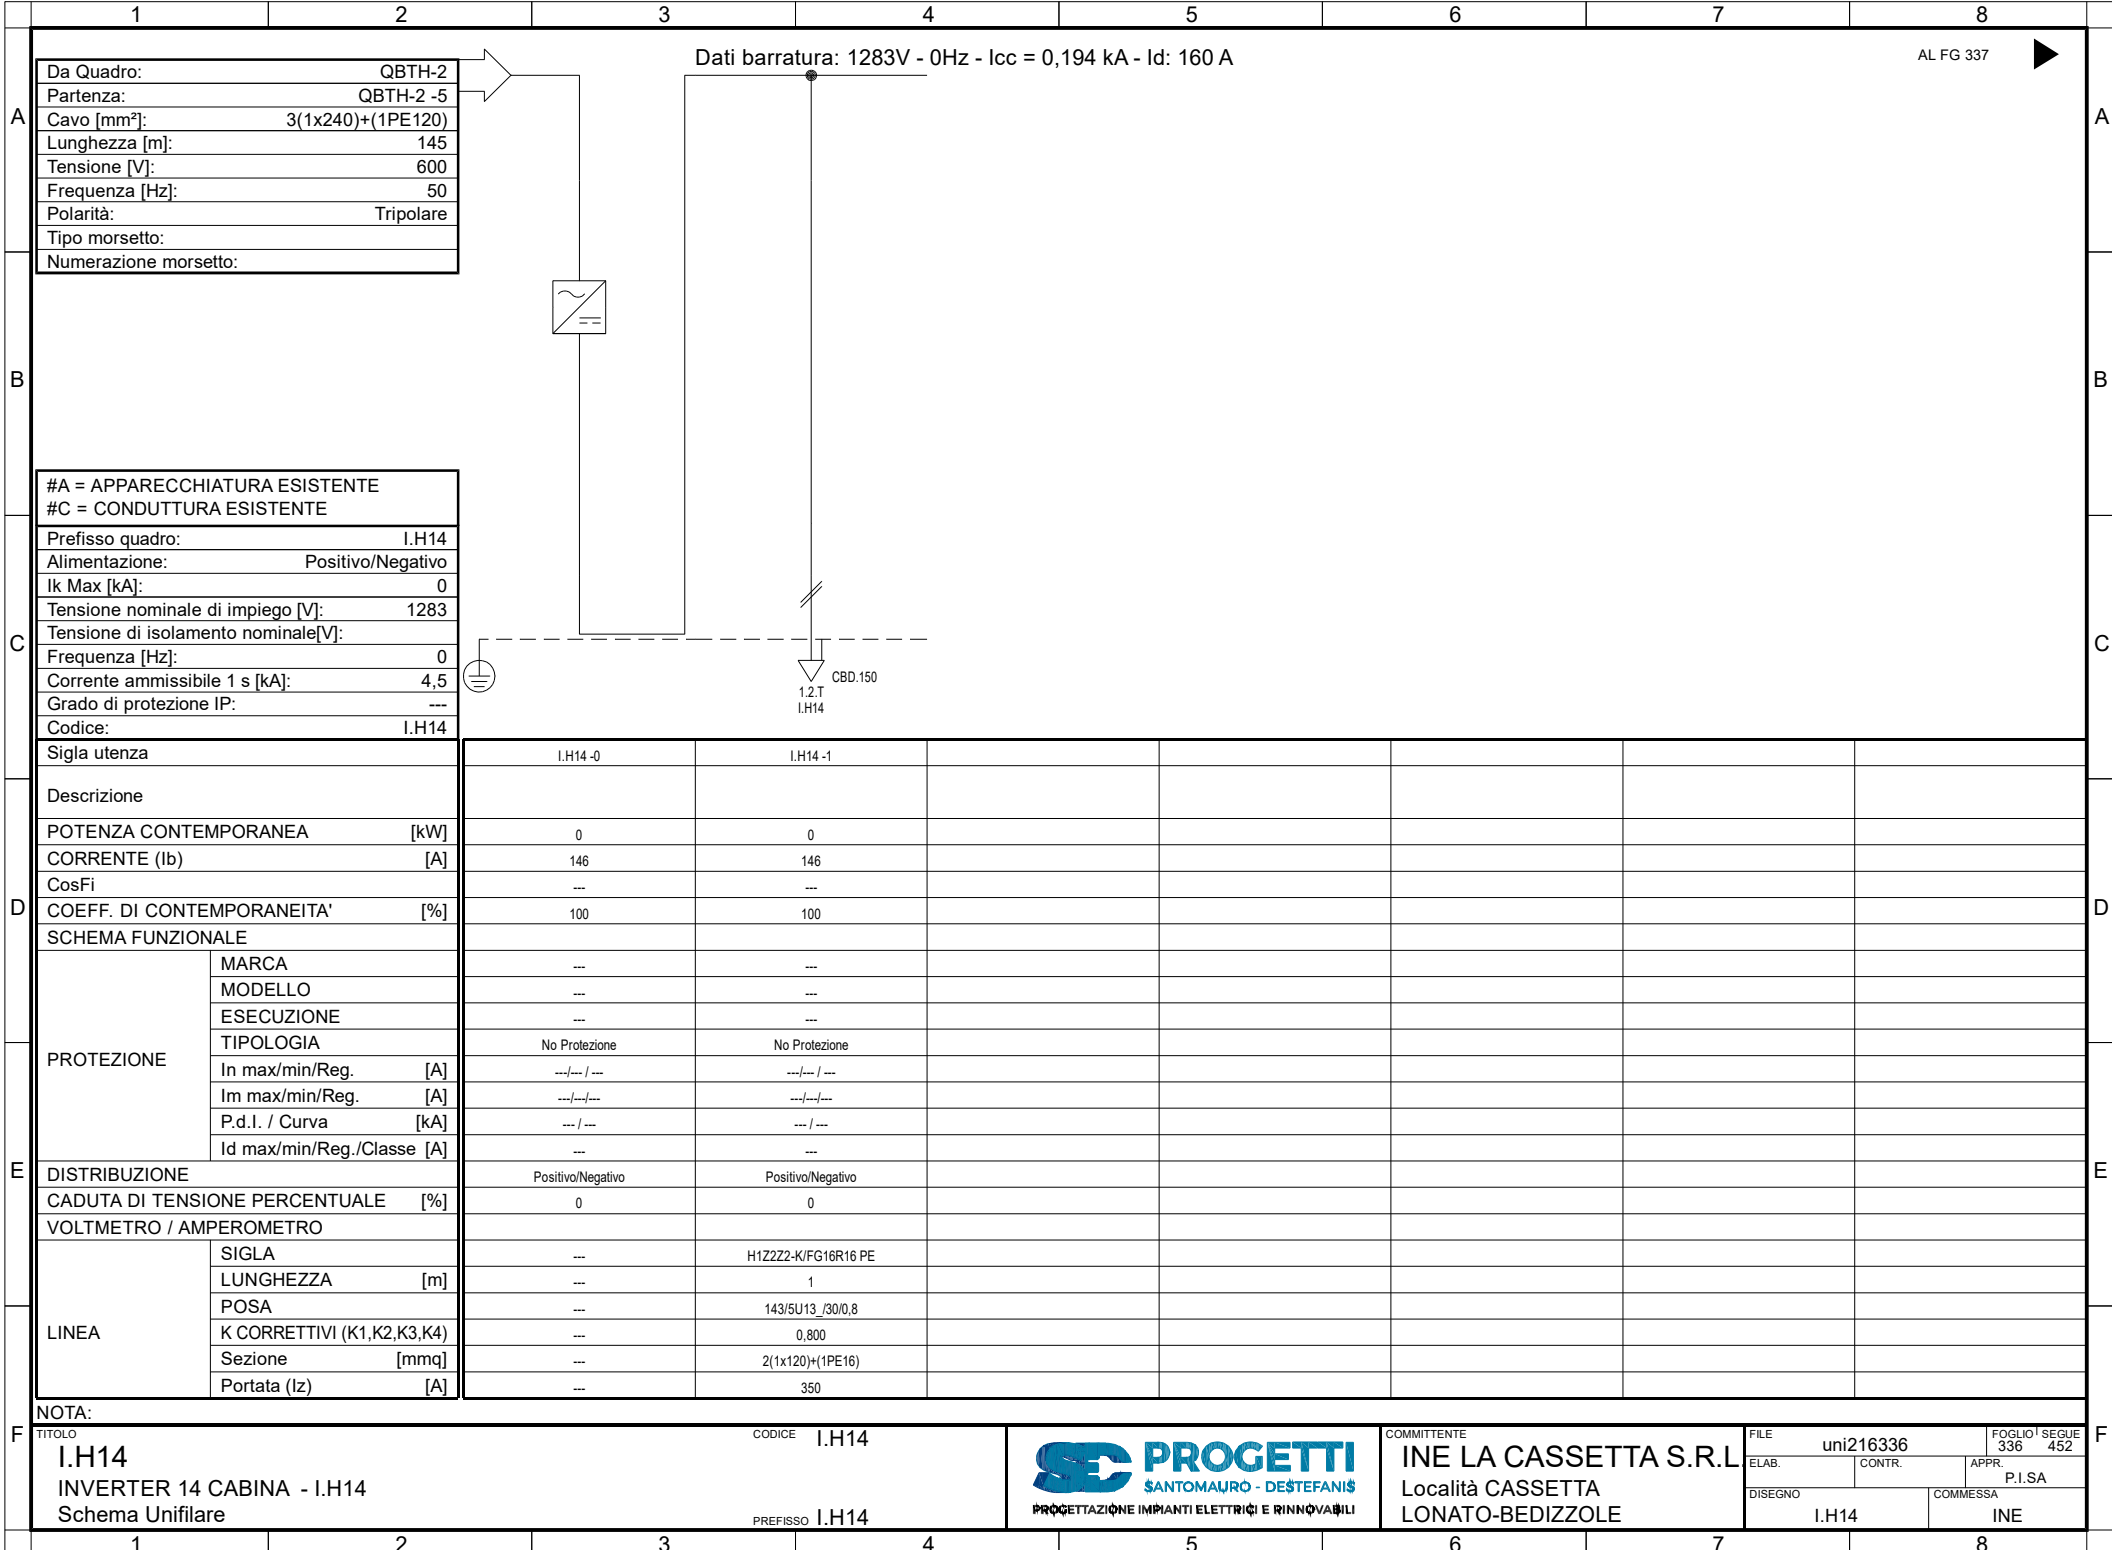 1 2 3 4 5 6 7 8
Dati barratura: 1283V - 0Hz - Icc = 0,194 kA - Id: 160 A
AL FG 337
Da Quadro: QBTH-2
Partenza: QBTH-2 -5
Cavo [mm²]: 3(1x240)+(1PE120)
Lunghezza [m]: 145
Tensione [V]: 600
Frequenza [Hz]: 50
Polarità: Tripolare
Tipo morsetto:
Numerazione morsetto:
A A
B B
#A = APPARECCHIATURA ESISTENTE
#C = CONDUTTURA ESISTENTE
Prefisso quadro: I.H14
Alimentazione: Positivo/Negativo
Ik Max [kA]: 0
Tensione nominale di impiego [V]: 1283
Tensione di isolamento nominale[V]:
Frequenza [Hz]: 0
Corrente ammissibile 1 s [kA]: 4,5
Grado di protezione IP: ---
Codice: I.H14
C C
CBD.150
1.2.T
I.H14
Sigla utenza I.H14 -0 I.H14 -1
Descrizione
POTENZA CONTEMPORANEA [kW] 0 0
CORRENTE (Ib) [A] 146 146
CosFi --- ---
D COEFF. DI CONTEMPORANEITA' [%] 100 100 D
SCHEMA FUNZIONALE
PROTEZIONE
MARCA --- ---
MODELLO --- ---
ESECUZIONE --- ---
TIPOLOGIA No Protezione No Protezione
In max/min/Reg. [A] ---/--- / --- ---/--- / ---
Im max/min/Reg. [A] ---/---/--- ---/---/---
P.d.I. / Curva [kA] --- / --- --- / ---
Id max/min/Reg./Classe [A] --- ---
E DISTRIBUZIONE Positivo/Negativo Positivo/Negativo E
CADUTA DI TENSIONE PERCENTUALE [%] 0 0
VOLTMETRO / AMPEROMETRO
LINEA
SIGLA --- H1Z2Z2-K/FG16R16 PE
LUNGHEZZA [m] --- 1
POSA --- 143/5U13_/30/0,8
K CORRETTIVI (K1,K2,K3,K4) --- 0,800
Sezione [mmq] --- 2(1x120)+(1PE16)
Portata (Iz) [A] --- 350
NOTA:
F F
TITOLO
I.H14
INVERTER 14 CABINA - I.H14
Schema Unifilare
CODICE I.H14
PREFISSO I.H14
SD PROGETTI
SANTOMAURO - DESTEFANIS
PROGETTAZIONE IMPIANTI ELETTRICI E RINNOVABILI
COMMITTENTE
INE LA CASSETTA S.R.L.
Località CASSETTA
LONATO-BEDIZZOLE
FILE uni216336
FOGLIO 336 SEGUE 452
ELAB. CONTR. APPR. P.I.SA
DISEGNO I.H14
COMMESSA INE
1 2 3 4 5 6 7 8